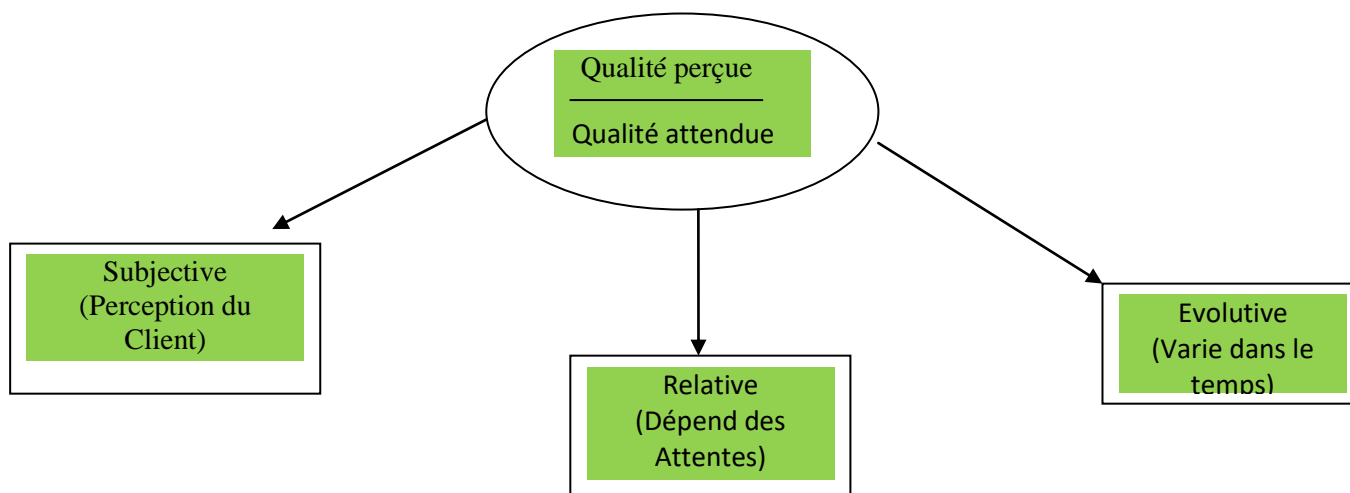 Qualité perçue
Qualité attendue
Subjective
(Perception du
Client)
Relative
(Dépend des
Attentes)
Evolutive
(Varie dans le
temps)